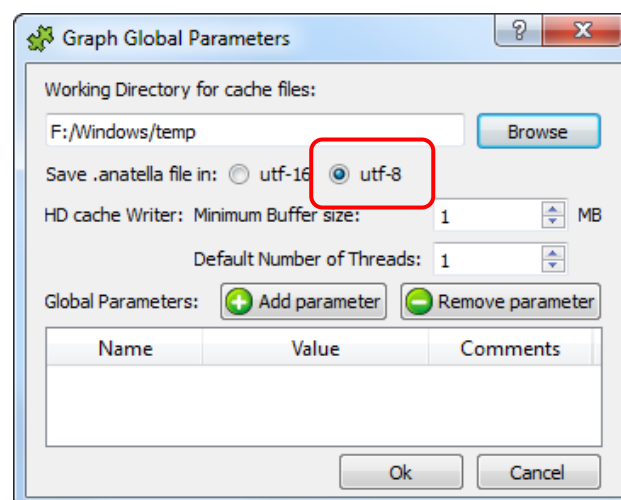 Graph Global Parameters
Working Directory for cache files:
F:/Windows/temp Browse
Save .anatella file in: utf-16 utf-8
HD cache Writer: Minimum Buffer size: 1 MB
Default Number of Threads: 1
Global Parameters: Add parameter Remove parameter
Name Value Comments
Ok Cancel